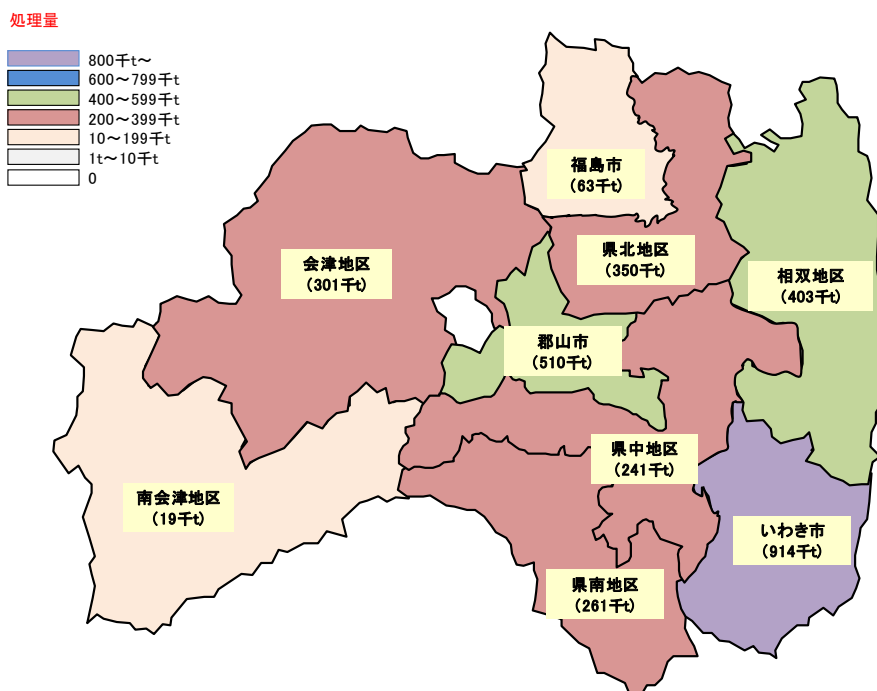 処理量
800千t～
600～799千t
400～599千t
200～399千t
10～199千t
1t～10千t
0
福島市
(63千t)
県北地区
(350千t)
会津地区
(301千t)
相双地区
(403千t)
郡山市
(510千t)
県中地区
(241千t)
南会津地区
(19千t)
いわき市
(914千t)
県南地区
(261千t)